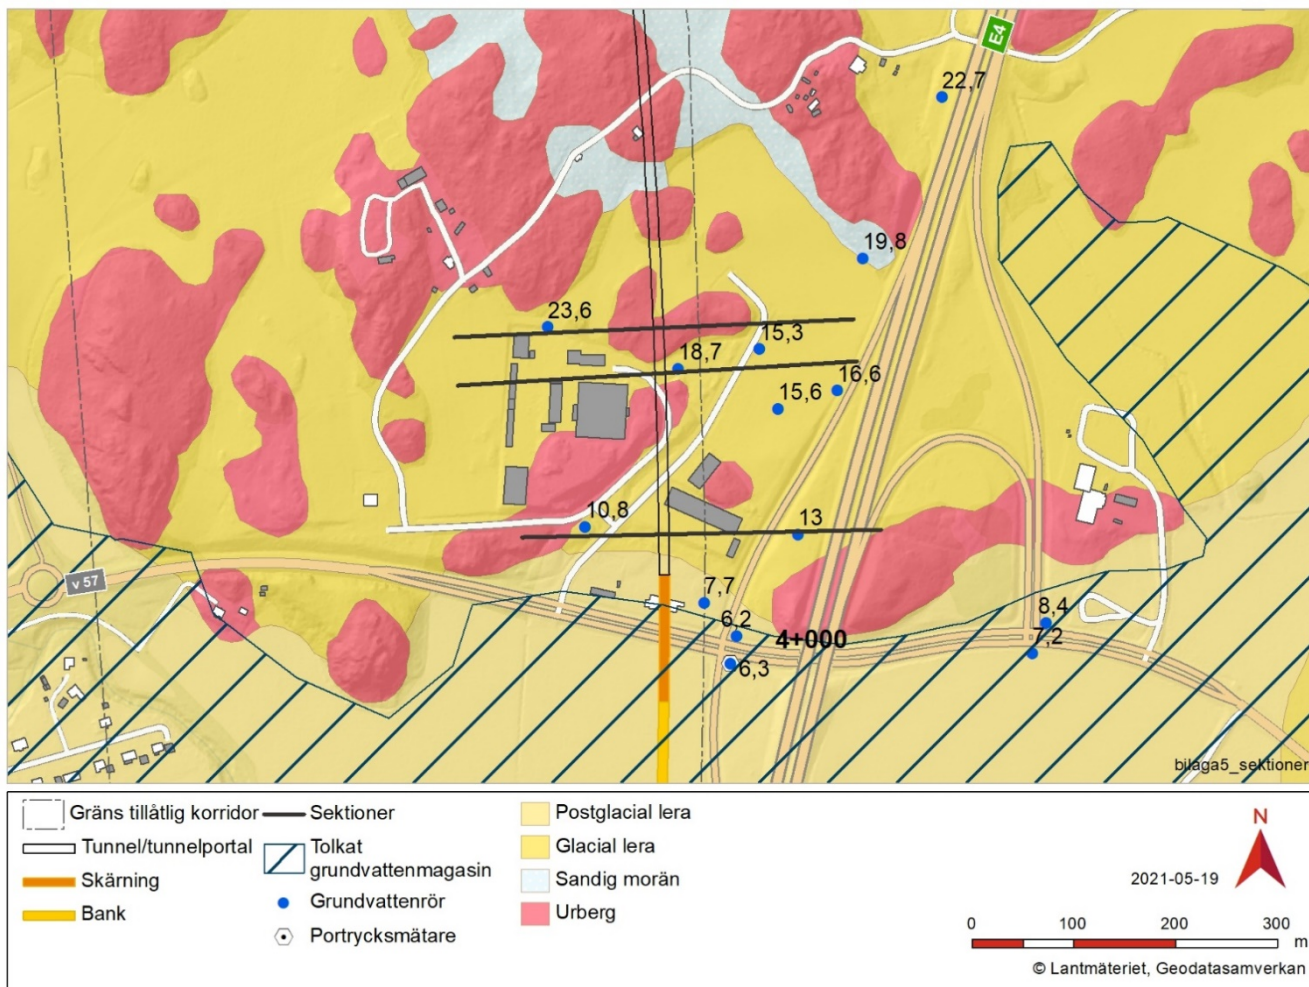 E4
22,7
19,8
23,6
15,3
18,7
16,6
15,6
10,8
13
v 57
7,7
8,4
6,2
4+000
7,2
6,3
bilaga5_sektioner
Gräns tillåtlig korridor
Sektioner
Postglacial lera
Tunnel/tunnelportal
Tolkat
grundvattenmagasin
Glacial lera
Skärning
Sandig morän
Bank
Grundvattenrör
Urberg
Portrycksmätare
N
2021-05-19
0 100 200 300
m
© Lantmäteriet, Geodatasamverkan